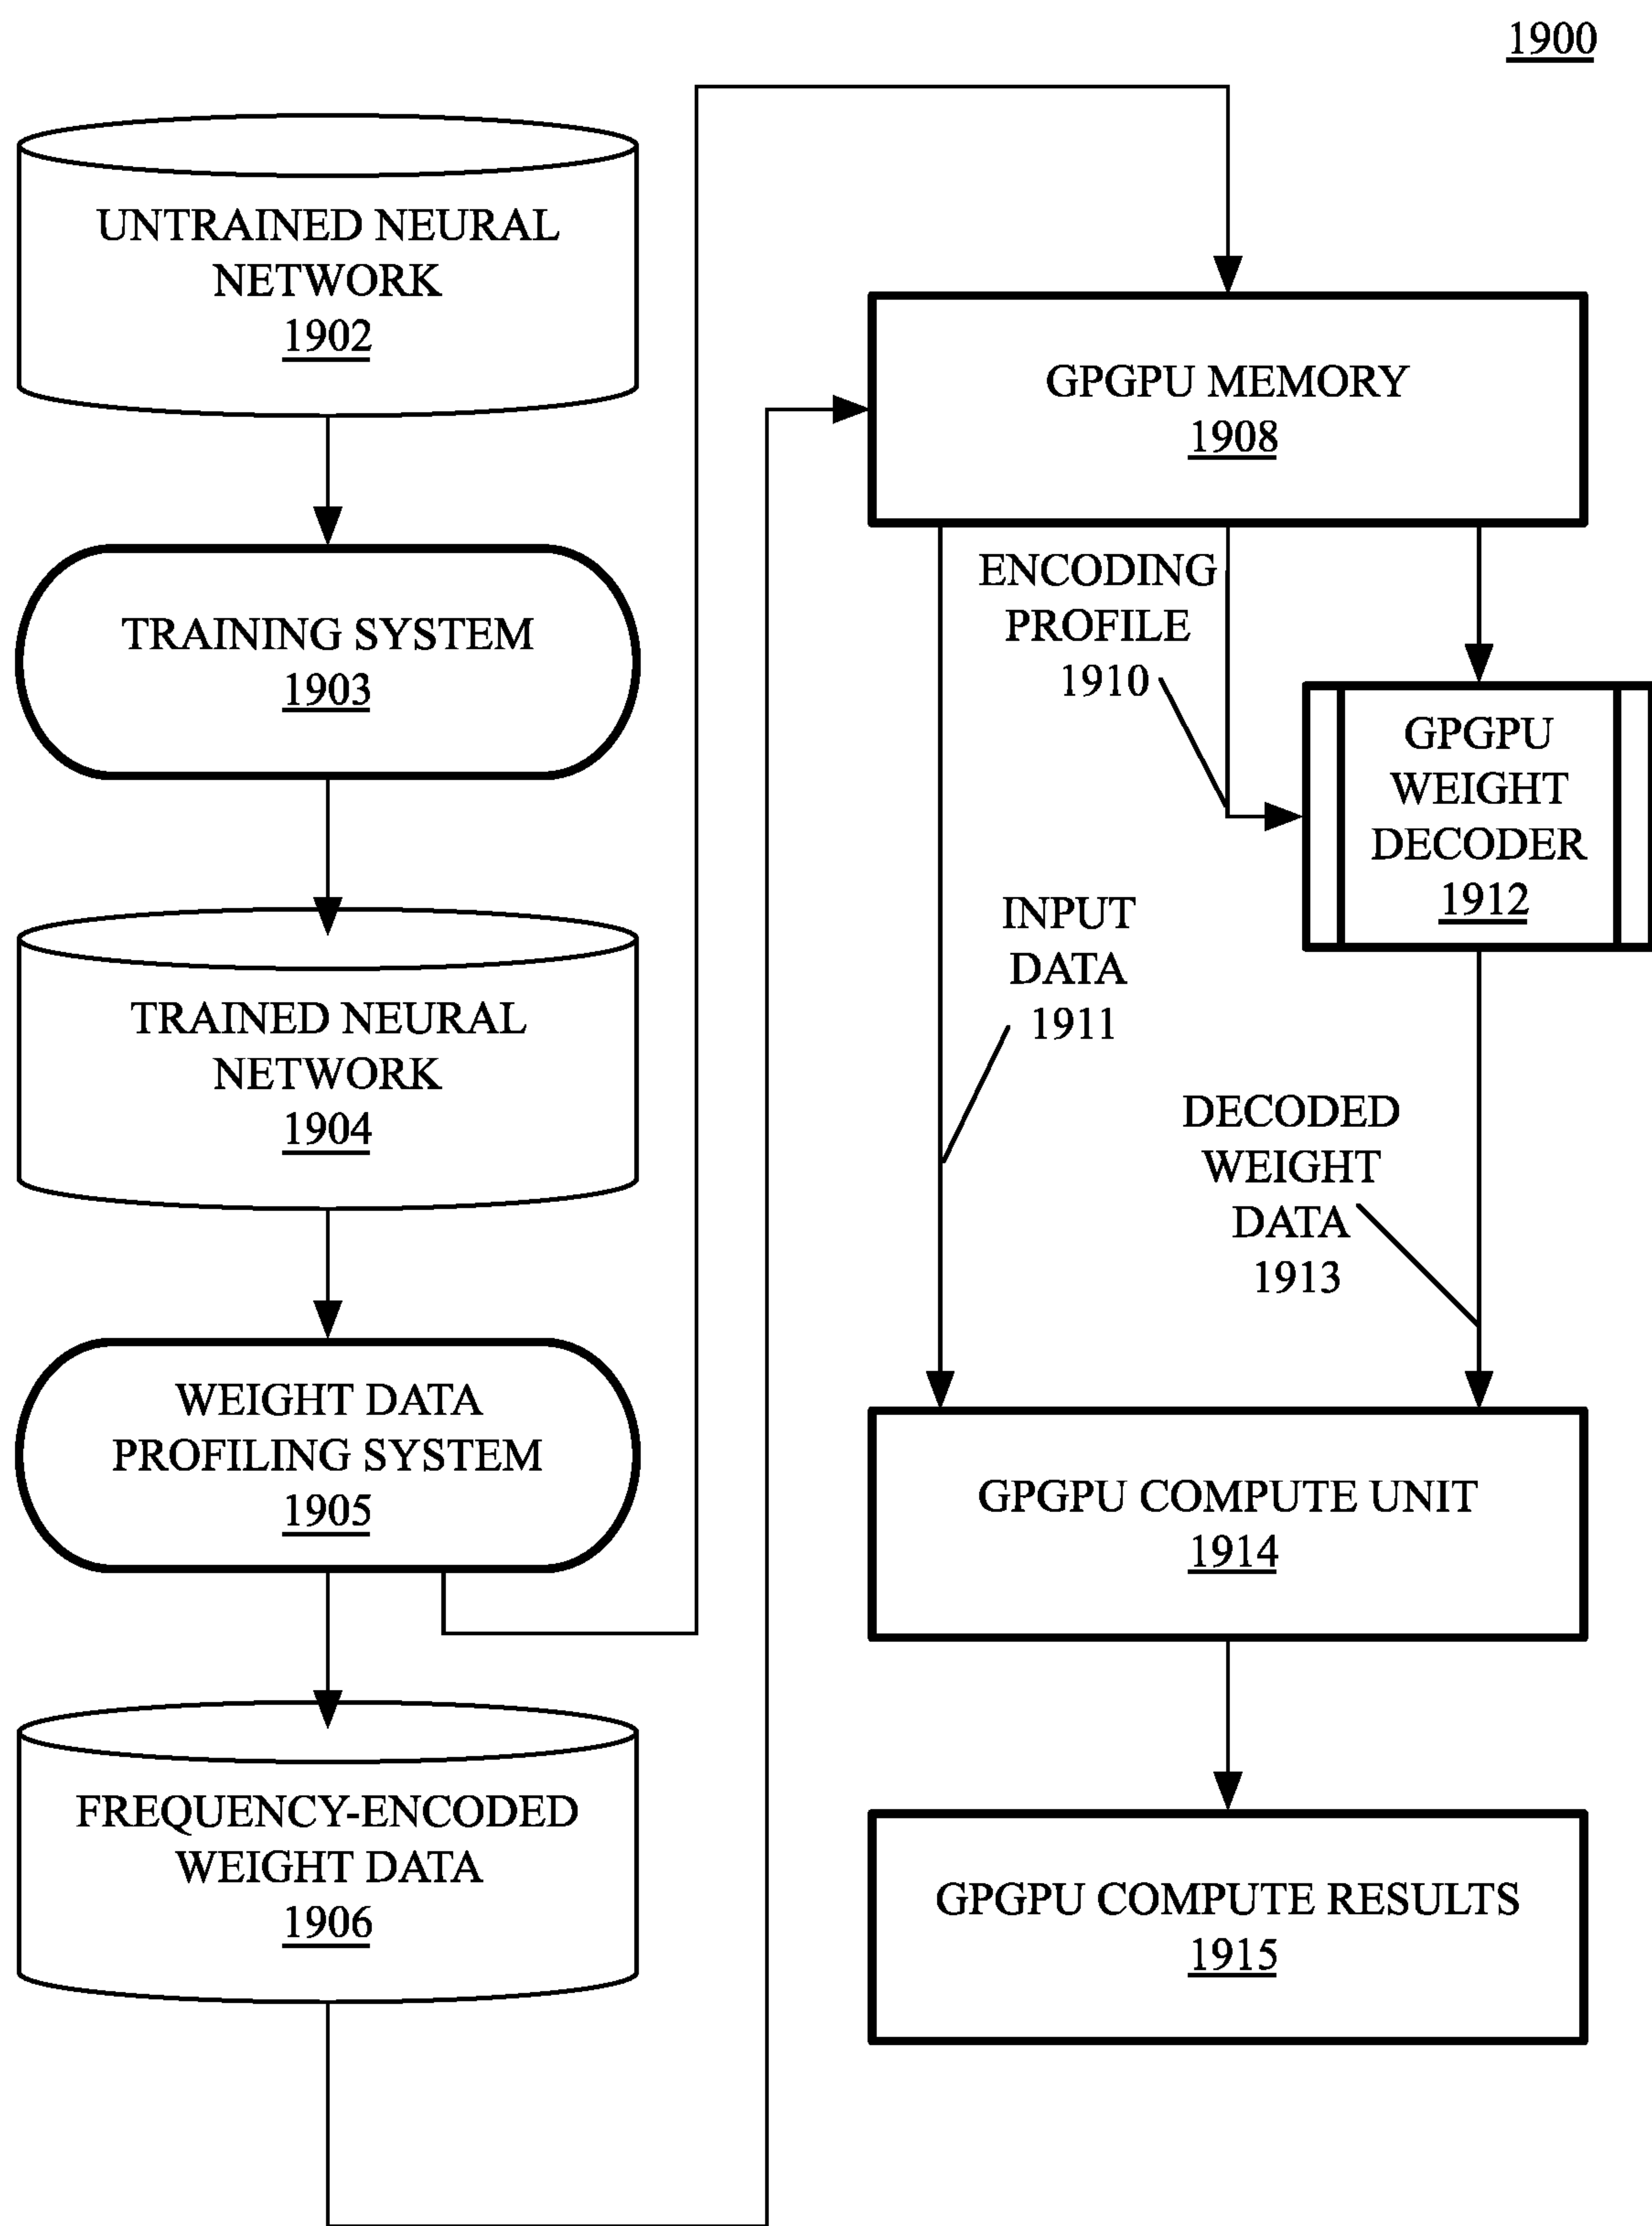 1900
UNTRAINED NEURAL
NETWORK
1902
TRAINING SYSTEM
1903
TRAINED NEURAL
NETWORK
1904
WEIGHT DATA
PROFILING SYSTEM
1905
FREQUENCY-ENCODED
WEIGHT DATA
1906
GPGPU MEMORY
1908
ENCODING
PROFILE
1910
GPGPU
WEIGHT
DECODER
1912
INPUT
DATA
1911
DECODED
WEIGHT
DATA
1913
GPGPU COMPUTE UNIT
1914
GPGPU COMPUTE RESULTS
1915